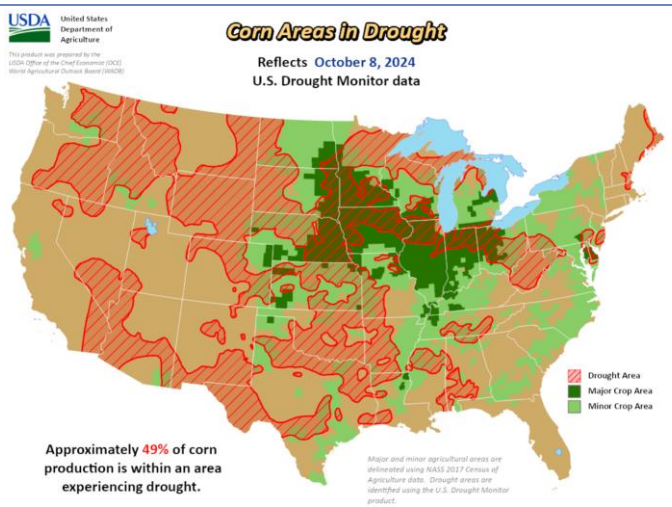 USDA
United States
Department of
Agriculture
This product was prepared by the
USDA Office of the Chief Economist (OCE)
World Agricultural Outlook Board (WAOB)
Corn Areas in Drought
Reflects October 8, 2024
U.S. Drought Monitor data
Drought Area
Major Crop Area
Minor Crop Area
Approximately 49% of corn
production is within an area
experiencing drought.
Major and minor agricultural areas are
delineated using NASS 2017 Census of
Agriculture data. Drought areas are
identified using the U.S. Drought Monitor
product.